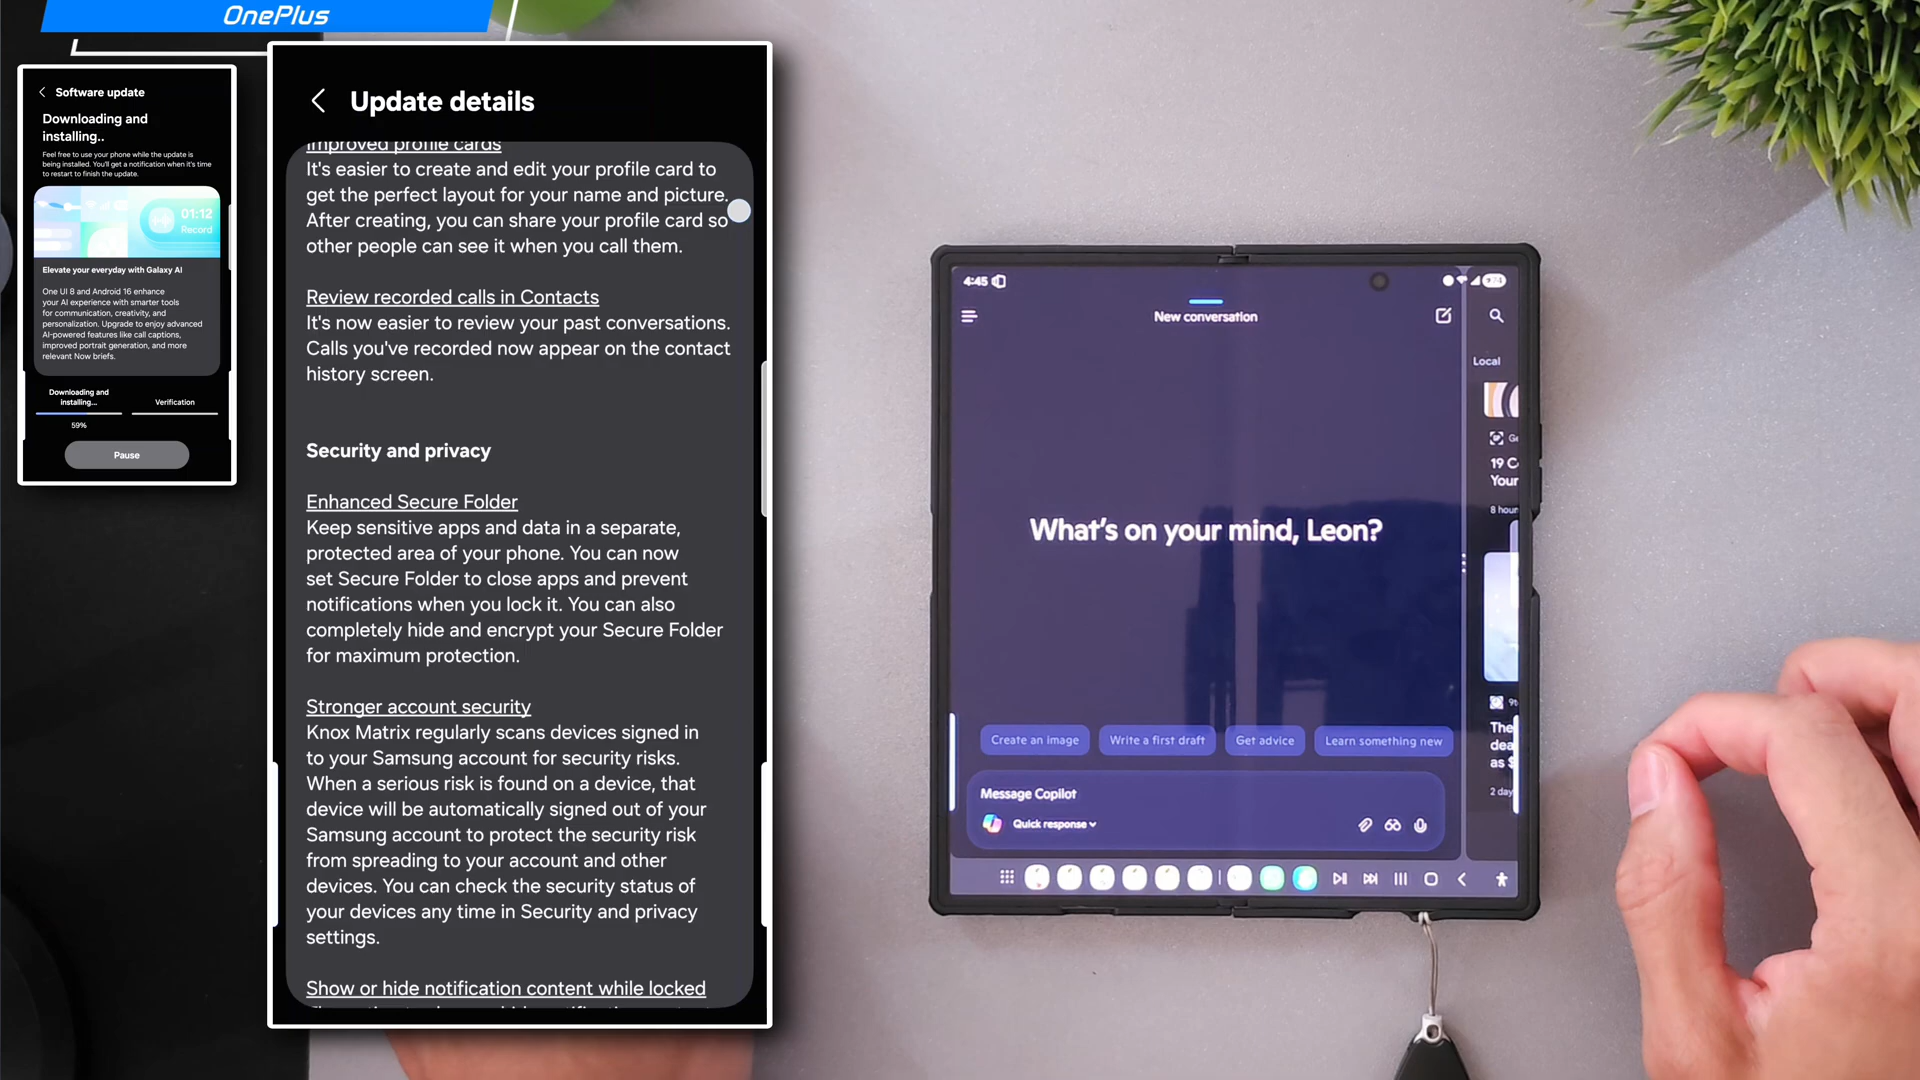 OnePlus
Software update
Downloading and
installing..
Feel free to use your phone while the update is
being installed. You'll get a notification when it's time
to restart to finish the update.
01:12
Record
Elevate your everyday with Galaxy AI
One UI 8 and Android 16 enhance
your AI experience with smarter tools
for communication, creativity, and
personalization. Upgrade to enjoy advanced
AI-powered features like call captions,
improved portrait generation, and more
relevant Now briefs.
Downloading and
installing...
Verification
59%
Pause
Update details
Improved profile cards
It's easier to create and edit your profile card to
get the perfect layout for your name and picture.
After creating, you can share your profile card so
other people can see it when you call them.
Review recorded calls in Contacts
It's now easier to review your past conversations.
Calls you've recorded now appear on the contact
history screen.
Security and privacy
Enhanced Secure Folder
Keep sensitive apps and data in a separate,
protected area of your phone. You can now
set Secure Folder to close apps and prevent
notifications when you lock it. You can also
completely hide and encrypt your Secure Folder
for maximum protection.
Stronger account security
Knox Matrix regularly scans devices signed in
to your Samsung account for security risks.
When a serious risk is found on a device, that
device will be automatically signed out of your
Samsung account to protect the security risk
from spreading to your account and other
devices. You can check the security status of
your devices any time in Security and privacy
settings.
Show or hide notification content while locked
4:45
New conversation
What's on your mind, Leon?
Create an image
Write a first draft
Get advice
Learn something new
Message Copilot
Quick response
Local
Ge
19 C
Your
8 hour
9t
The
dea
as $
2 day